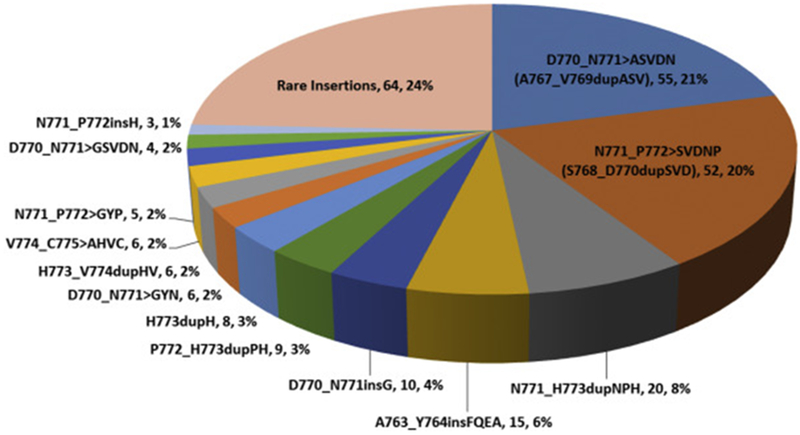 D770_N771>ASVDN
(A767_V769dupASV), 55, 21%
Rare Insertions, 64, 24%
N771_P772insH, 3, 1%
D770_N771>GSVDN, 4, 2%
N771_P772>SVDNP
(S768_D770dupSVD), 52, 20%
N771_P772>GYP, 5, 2%
V774_C775>AHVC, 6, 2%
H773_V774dupHV, 6, 2%
D770_N771>GYN, 6, 2%
H773dupH, 8, 3%
P772_H773dupPH, 9, 3%
D770_N771insG, 10, 4%
N771_H773dupNPH, 20, 8%
A763_Y764insFQEA, 15, 6%